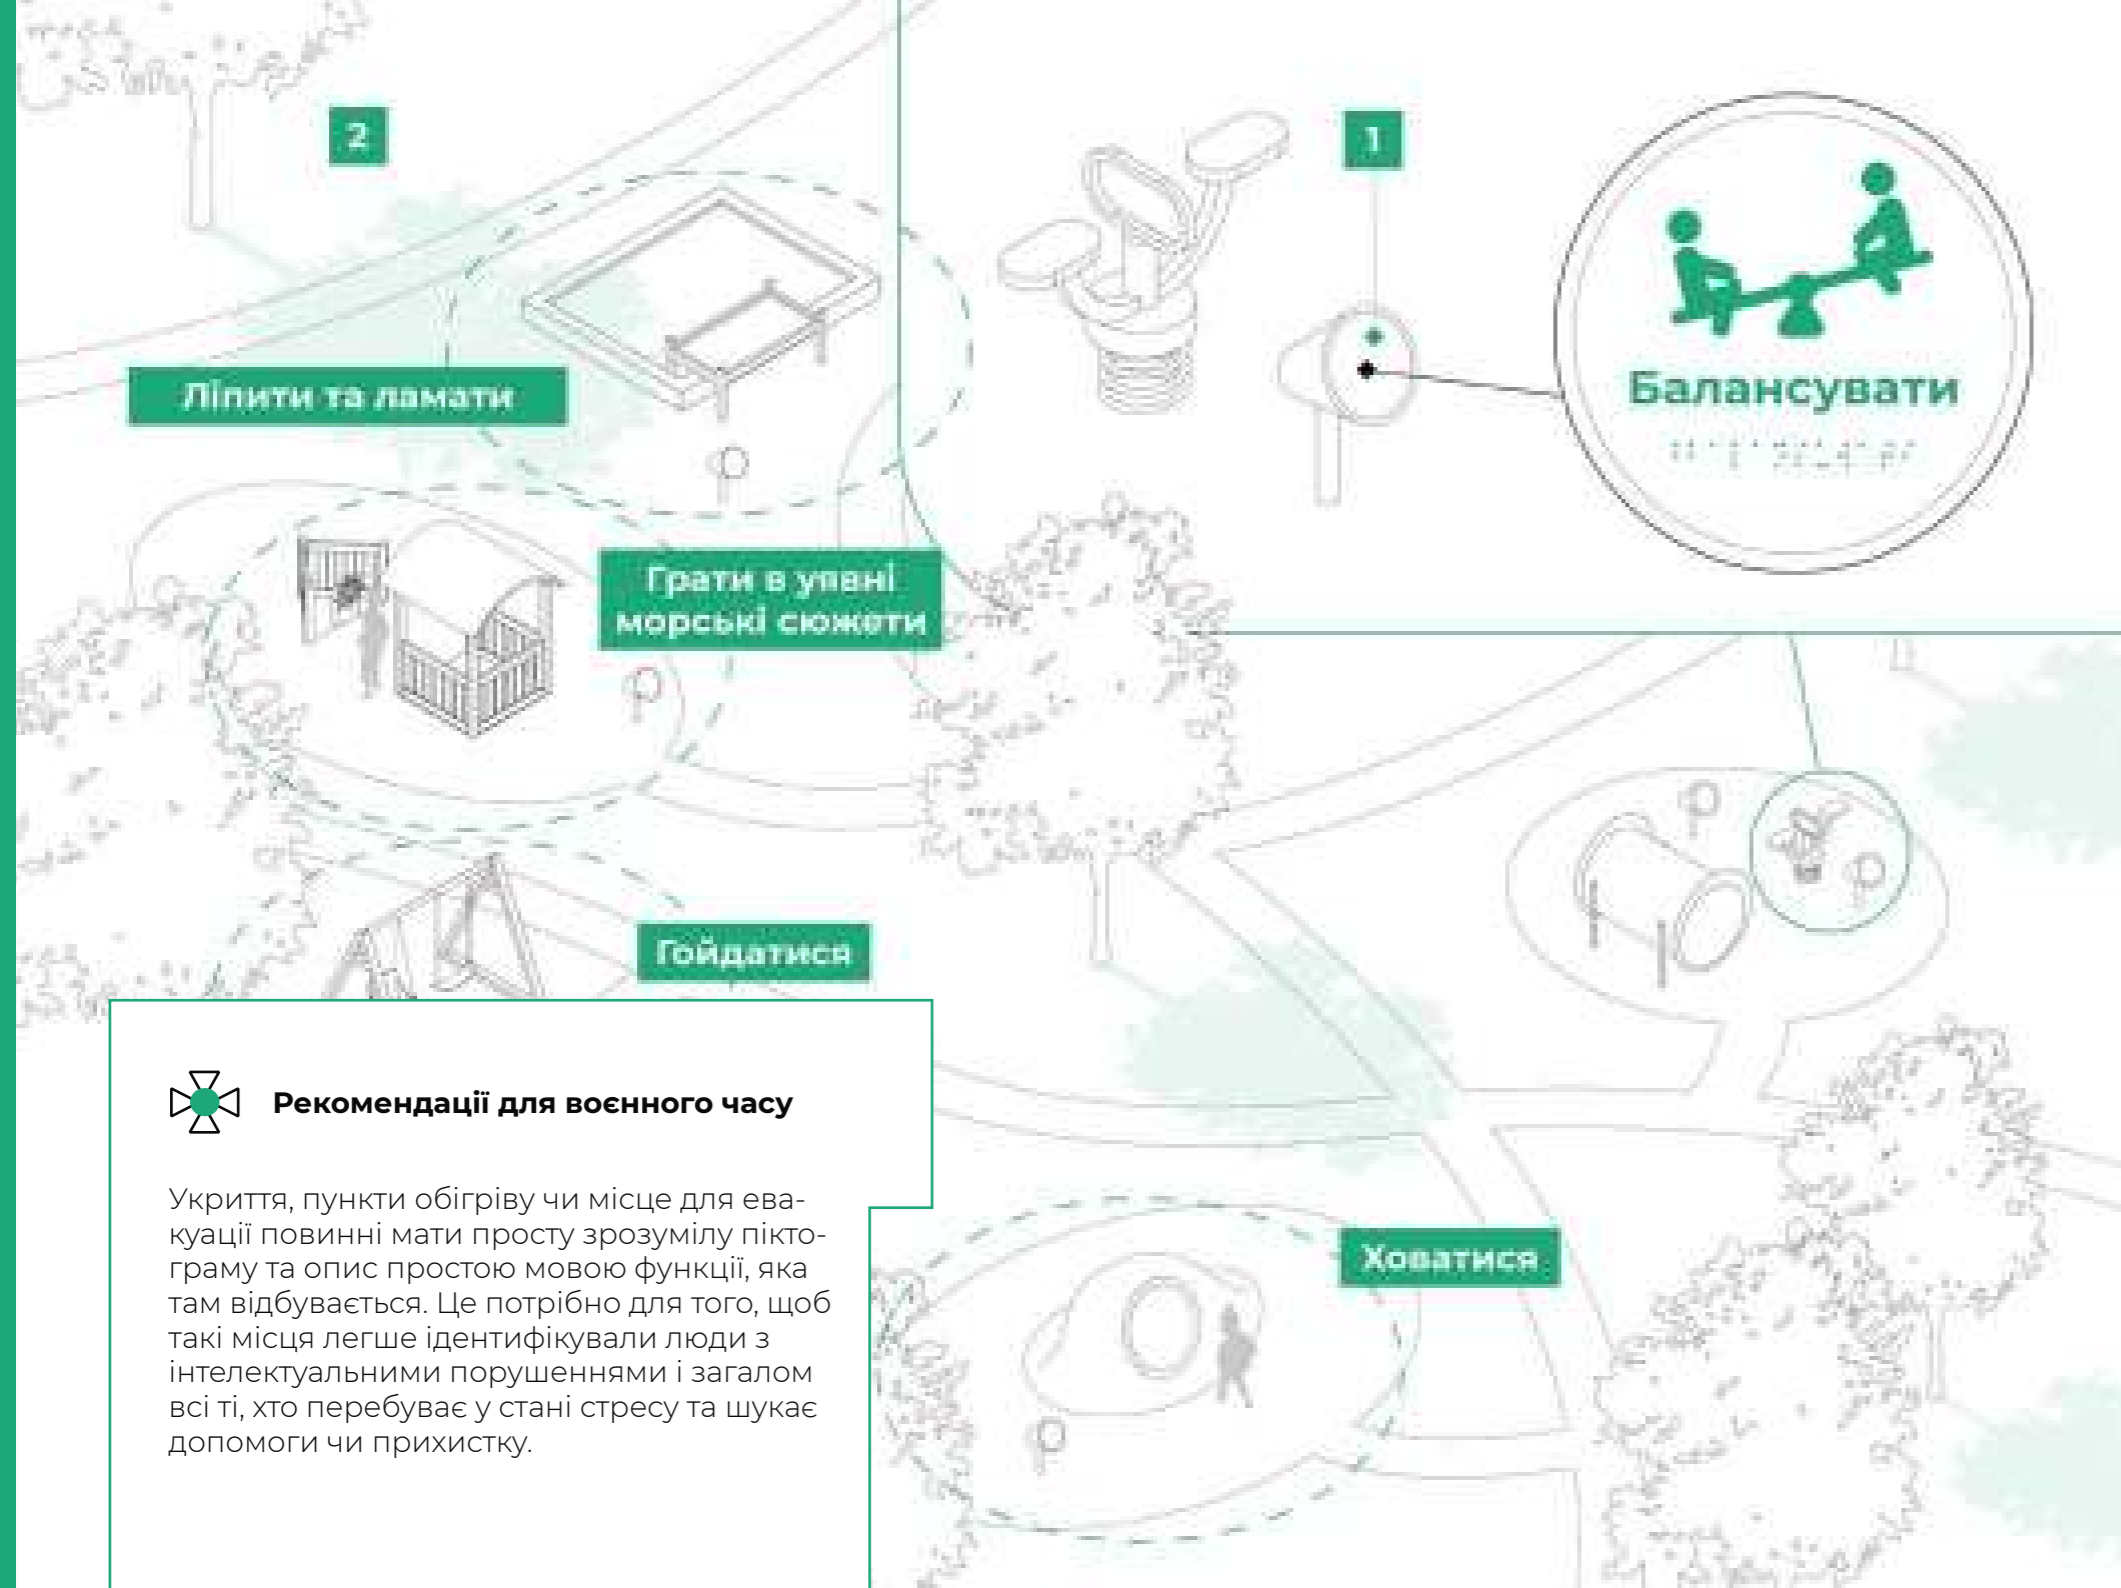 2
1
Балансувати
Ліпити та ламати
Грати в уявні
морські сюжети
Гойдатися
Ховатися
Рекомендації для воєнного часу
Укриття, пункти обігріву чи місце для ева-
куації повинні мати просту зрозумілу пікто-
граму та опис простою мовою функції, яка
там відбувається. Це потрібно для того, щоб
такі місця легше ідентифікували люди з
інтелектуальними порушеннями і загалом
всі ті, хто перебуває у стані стресу та шукає
допомоги чи прихистку.